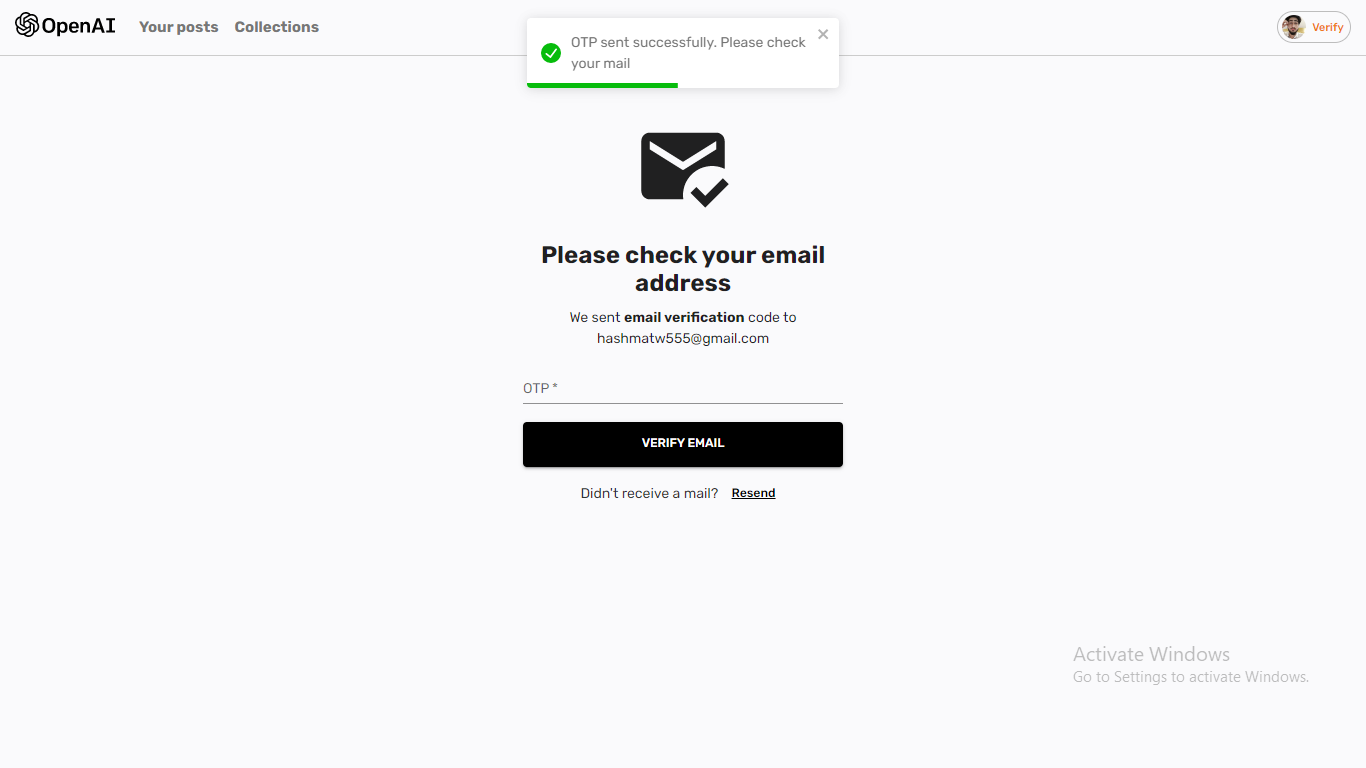 OpenAI
Your posts
Collections
OTP sent successfully. Please check
your mail
Verify
Please check your email
address
We sent email verification code to
hashmatw555@gmail.com
OTP *
VERIFY EMAIL
Didn't receive a mail? Resend
Activate Windows
Go to Settings to activate Windows.